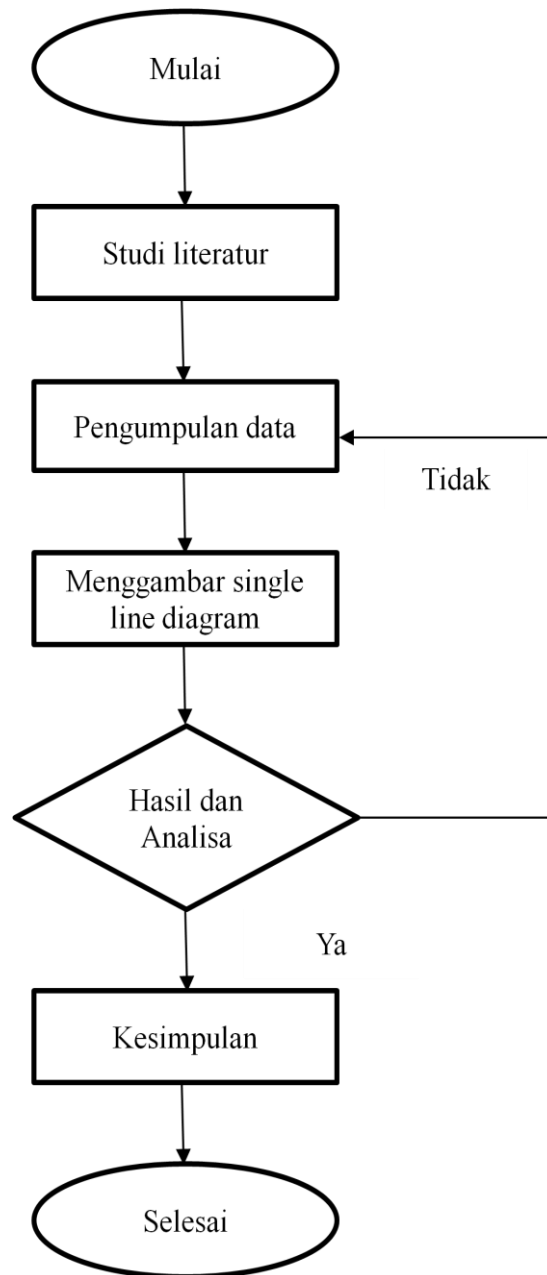 Mulai
Studi literatur
Pengumpulan data
Tidak
Menggambar single
line diagram
Hasil dan
Analisa
Ya
Kesimpulan
Selesai